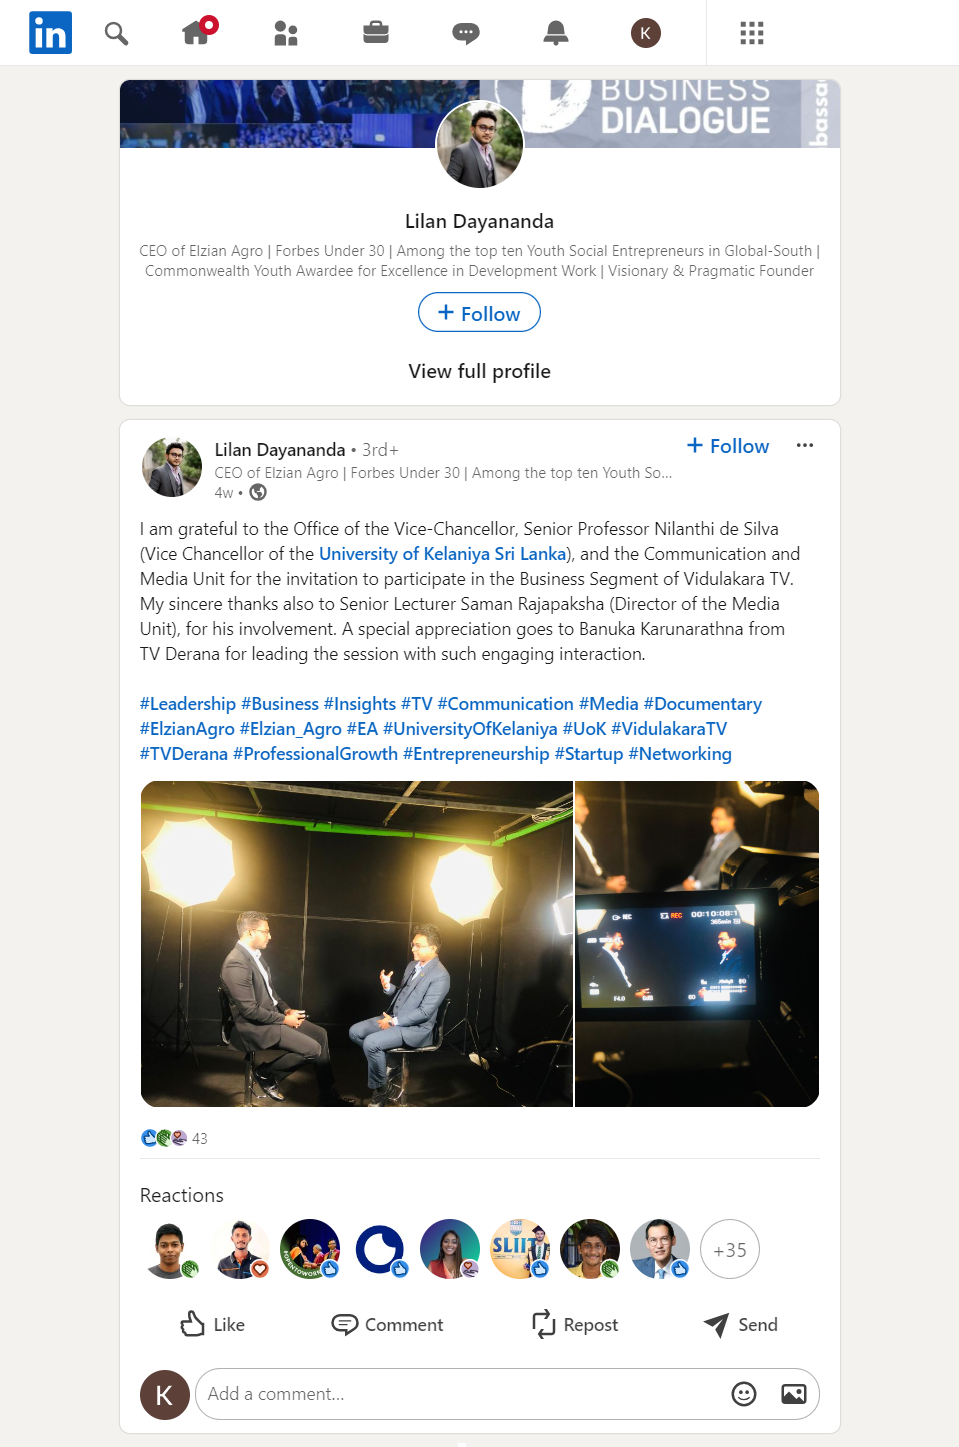 in
K
BUSINESS
DIALOGUE
bassa
Lilan Dayananda
CEO of Elzian Agro | Forbes Under 30 | Among the top ten Youth Social Entrepreneurs in Global-South |
Commonwealth Youth Awardee for Excellence in Development Work | Visionary & Pragmatic Founder
+ Follow
View full profile
Lilan Dayananda • 3rd+
+ Follow
CEO of Elzian Agro | Forbes Under 30 | Among the top ten Youth So...
4w •
I am grateful to the Office of the Vice-Chancellor, Senior Professor Nilanthi de Silva
(Vice Chancellor of the University of Kelaniya Sri Lanka), and the Communication and
Media Unit for the invitation to participate in the Business Segment of Vidulakara TV.
My sincere thanks also to Senior Lecturer Saman Rajapaksha (Director of the Media
Unit), for his involvement. A special appreciation goes to Banuka Karunarathna from
TV Derana for leading the session with such engaging interaction.
#Leadership #Business #Insights #TV #Communication #Media #Documentary
#ElzianAgro #Elzian_Agro #EA #UniversityOfKelaniya #UoK #VidulakaraTV
#TVDerana #ProfessionalGrowth #Entrepreneurship #Startup #Networking
REC
REC 00:10:08:1
F4.0
43
Reactions
SLIIT
+35
Like
Comment
Repost
Send
K
Add a comment...